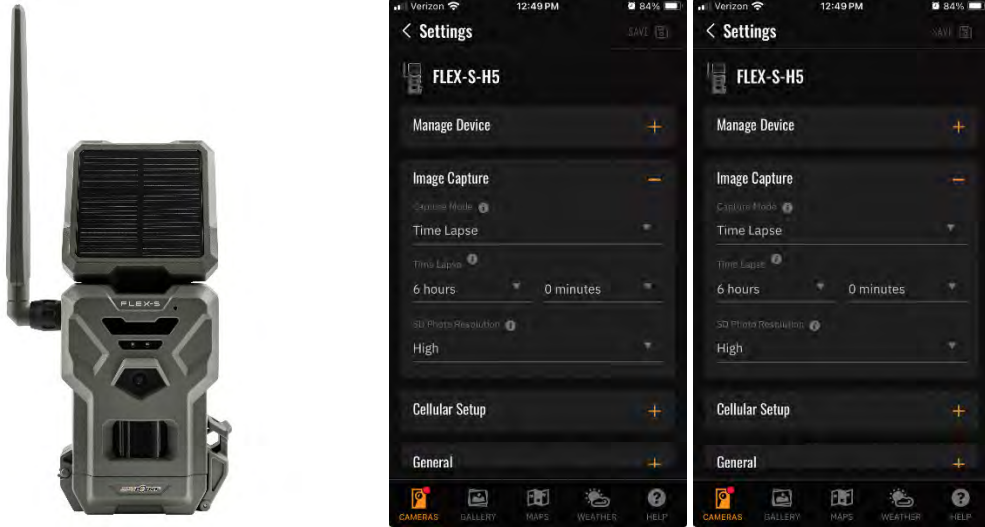 FLEX-S
Verizon 12:49 PM 84%
Settings SAVE
FLEX-S-H5
Manage Device
Image Capture
Capture Mode
Time Lapse
Time Lapse
6 hours 0 minutes
SD Photo Resolution
High
Cellular Setup
General
CAMERAS GALLERY MAPS WEATHER HELP
Verizon 12:49 PM 84%
Settings SAVE
FLEX-S-H5
Manage Device
Image Capture
Capture Mode
Time Lapse
Time Lapse
6 hours 0 minutes
SD Photo Resolution
High
Cellular Setup
General
CAMERAS GALLERY MAPS WEATHER HELP